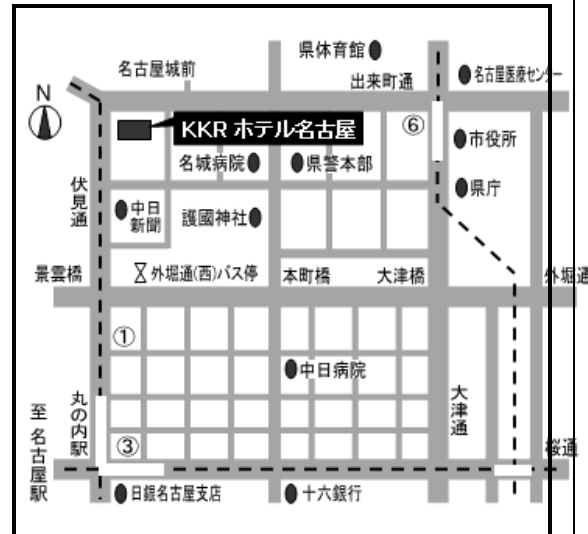 県体育館
名古屋城前
出来町通
名古屋医療センター
N
KKR ホテル名古屋
⑥
市役所
名城病院
県警本部
県庁
伏見通
中日
新聞
護國神社
景雲橋
外堀通(西)バス停
本町橋
大津橋
外堀通
①
中日病院
丸の内駅
大津通
至 名古屋駅
③
桜通
日銀名古屋支店
十六銀行